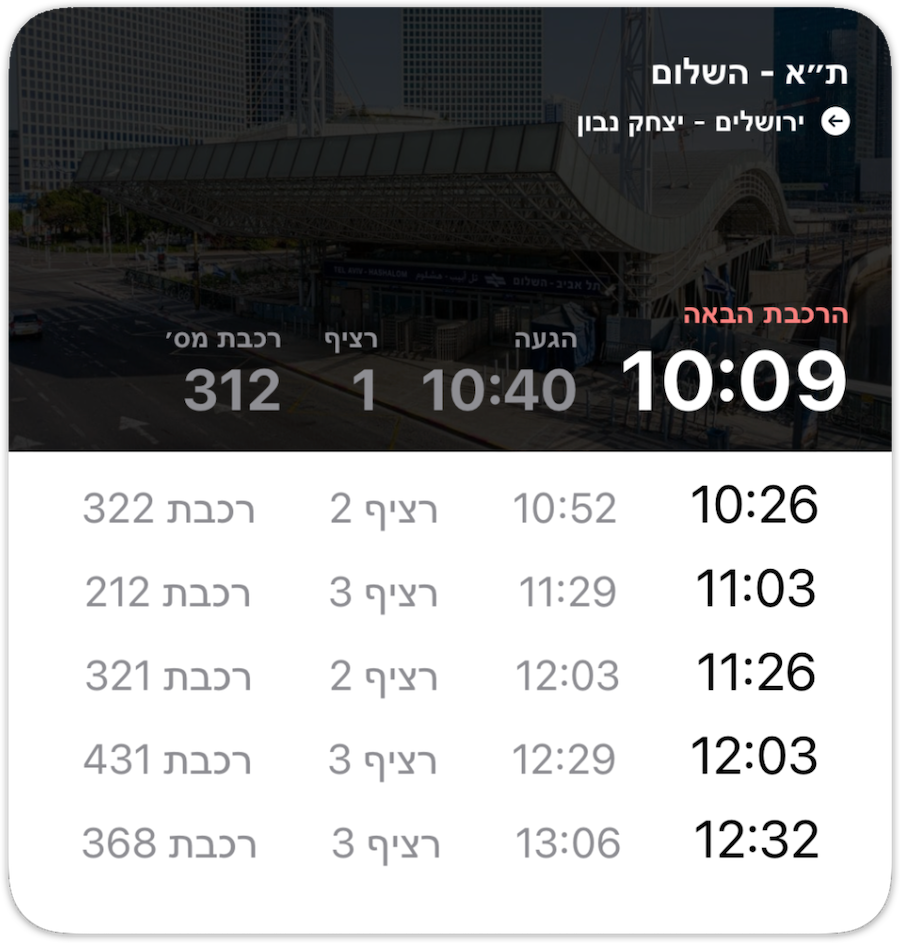 ת״א - השלום
ירושלים - יצחק נבון
TEL AVIV - HASHALOM تل أبيب - هشلوم תל אביב - השלום
הרכבת הבאה הגעה רציף רכבת מס׳
10:09 10:40 1 312
10:26 10:52 רציף 2 רכבת 322
11:03 11:29 רציף 3 רכבת 212
11:26 12:03 רציף 2 רכבת 321
12:03 12:29 רציף 3 רכבת 431
12:32 13:06 רציף 3 רכבת 368